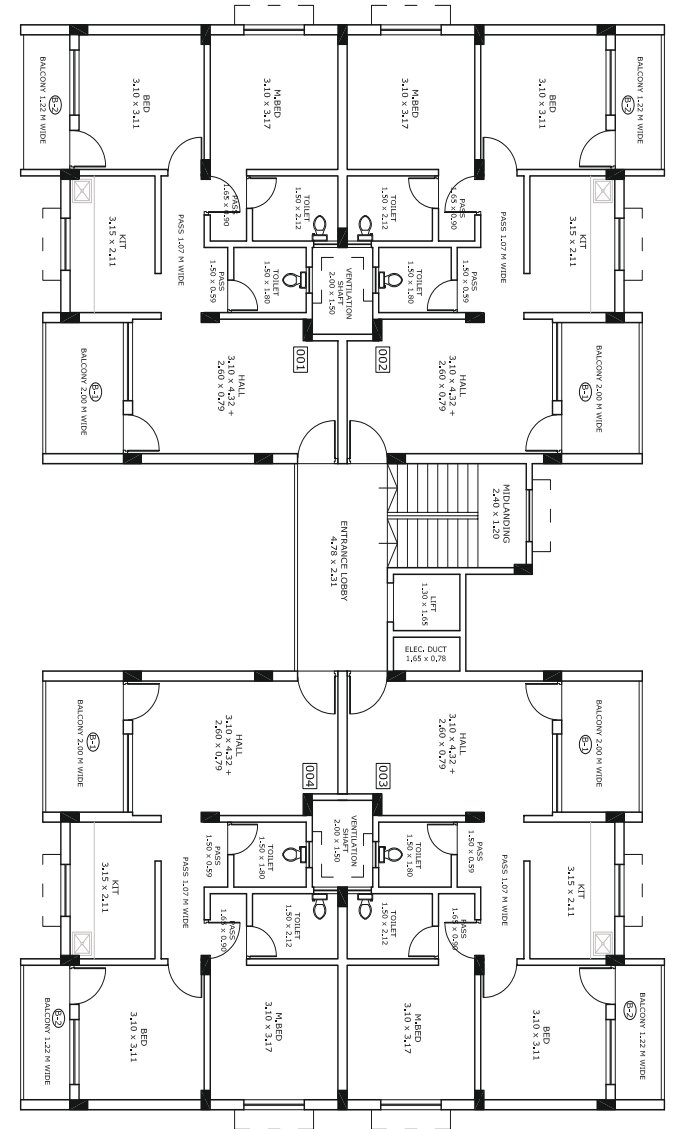 BALCONY 1.22 M WIDE
B-2
BED
3.10 x 3.11
M.BED
3.10 x 3.17
M.BED
3.10 x 3.17
BED
3.10 x 3.11
B-2
BALCONY 1.22 M WIDE
KIT
3.15 x 2.11
PASS 1.07 M WIDE
PASS
1.65 x 0.90
TOILET
1.50 x 2.12
TOILET
1.50 x 2.12
PASS
1.65 x 0.90
PASS 1.07 M WIDE
KIT
3.15 x 2.11
PASS
1.50 x 0.59
TOILET
1.50 x 1.80
VENTILATION
SHAFT
2.00 x 1.50
TOILET
1.50 x 1.80
PASS
1.50 x 0.59
BALCONY 2.00 M WIDE
B-1
HALL
3.10 x 4.32 +
2.60 x 0.79
001
002
HALL
3.10 x 4.32 +
2.60 x 0.79
B-1
BALCONY 2.00 M WIDE
ENTRANCE LOBBY
4.78 x 2.31
MIDLANDING
2.40 x 1.20
LIFT
1.30 x 1.65
ELEC. DUCT
1.65 x 0.78
BALCONY 2.00 M WIDE
B-1
HALL
3.10 x 4.32 +
2.60 x 0.79
004
003
HALL
3.10 x 4.32 +
2.60 x 0.79
B-1
BALCONY 2.00 M WIDE
PASS
1.50 x 0.59
TOILET
1.50 x 1.80
VENTILATION
SHAFT
2.00 x 1.50
TOILET
1.50 x 1.80
PASS
1.50 x 0.59
KIT
3.15 x 2.11
PASS 1.07 M WIDE
PASS
1.65 x 0.90
TOILET
1.50 x 2.12
TOILET
1.50 x 2.12
PASS
1.65 x 0.90
PASS 1.07 M WIDE
KIT
3.15 x 2.11
BALCONY 1.22 M WIDE
B-2
BED
3.10 x 3.11
M.BED
3.10 x 3.17
M.BED
3.10 x 3.17
BED
3.10 x 3.11
B-2
BALCONY 1.22 M WIDE